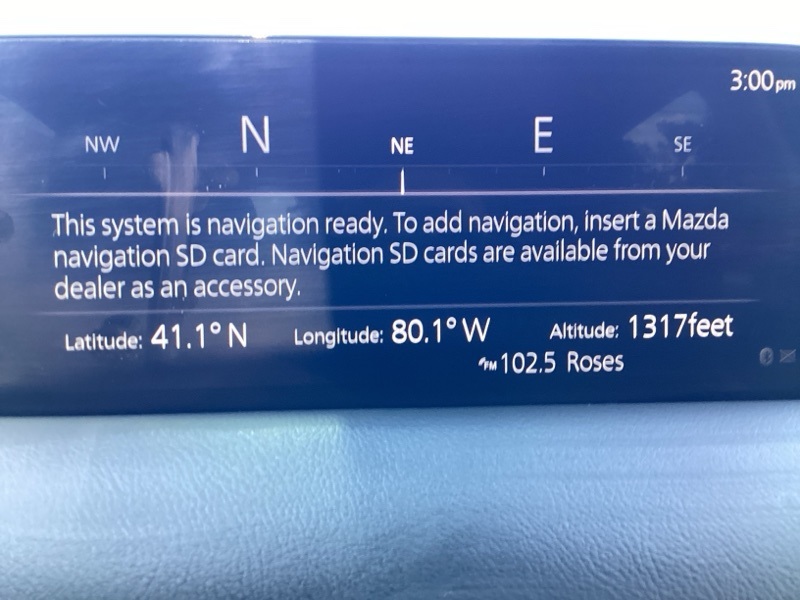 3:00pm
NW N NE E SE
This system is navigation ready. To add navigation, insert a Mazda
navigation SD card. Navigation SD cards are available from your
dealer as an accessory.
Latitude: 41.1° N Longitude: 80.1° W Altitude: 1317feet
FM 102.5 Roses